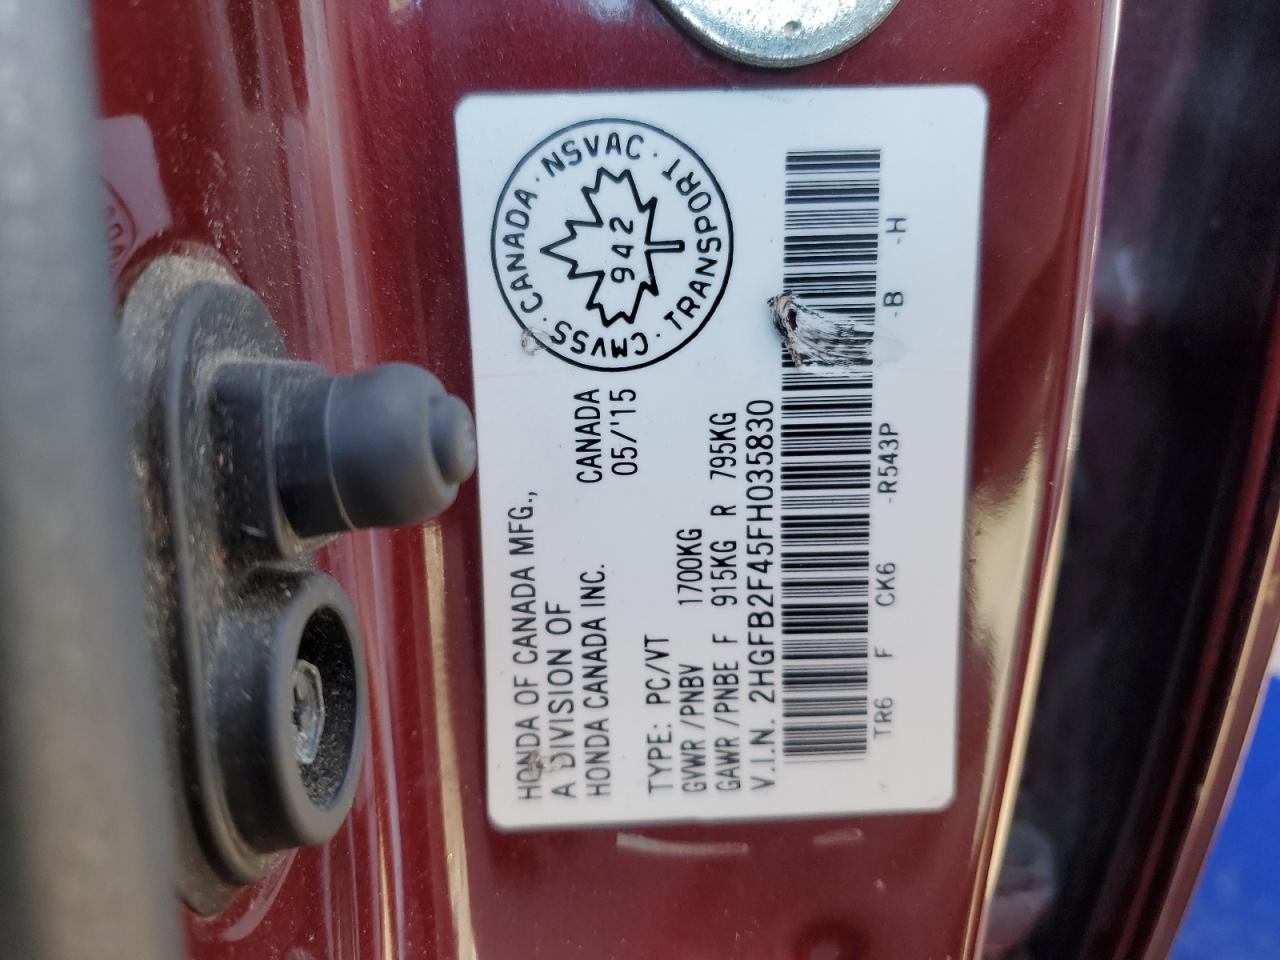 HONDA OF CANADA MFG.,
A DIVISION OF
HONDA CANADA INC.
CANADA
05/'15
TYPE: PC/VT
GVWR/PNBV 1700KG
GAWR/PNBE F 915KG R 795KG
V.I.N. 2HGFB2F45FH035830
TR6 F CK6 -R543P -B -H
CMVSS · CANADA · NSVAC · TRANSPORT ·
942